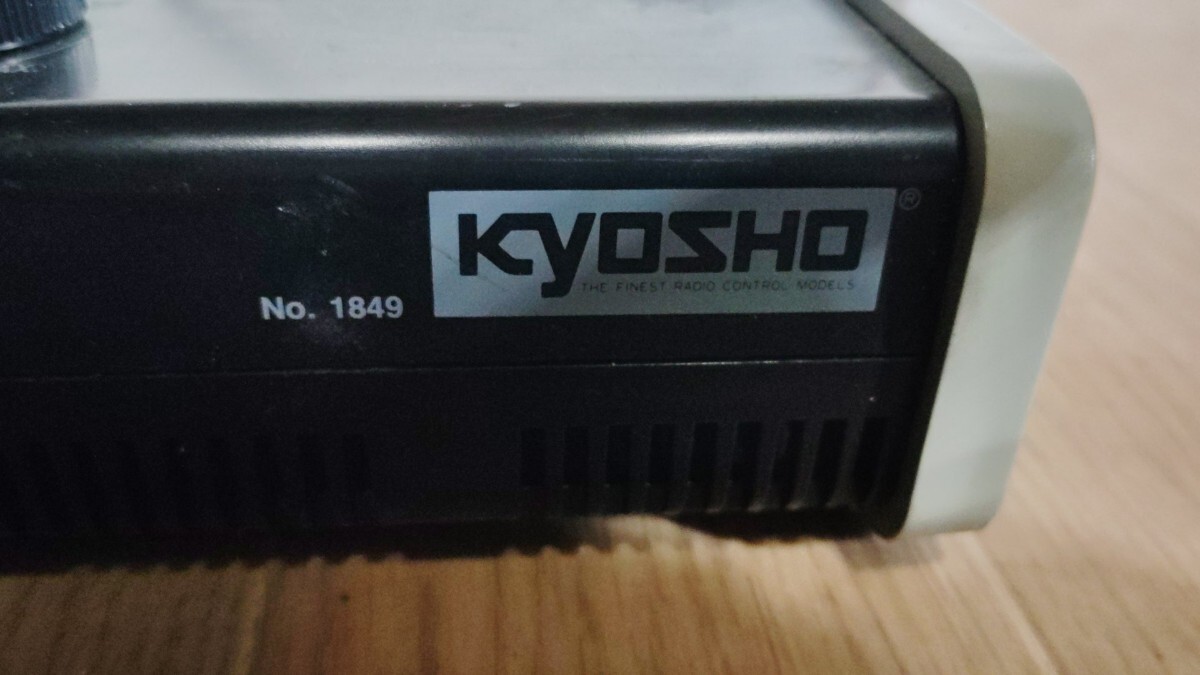 KYOSHO®
THE FINEST RADIO CONTROL MODELS
No. 1849